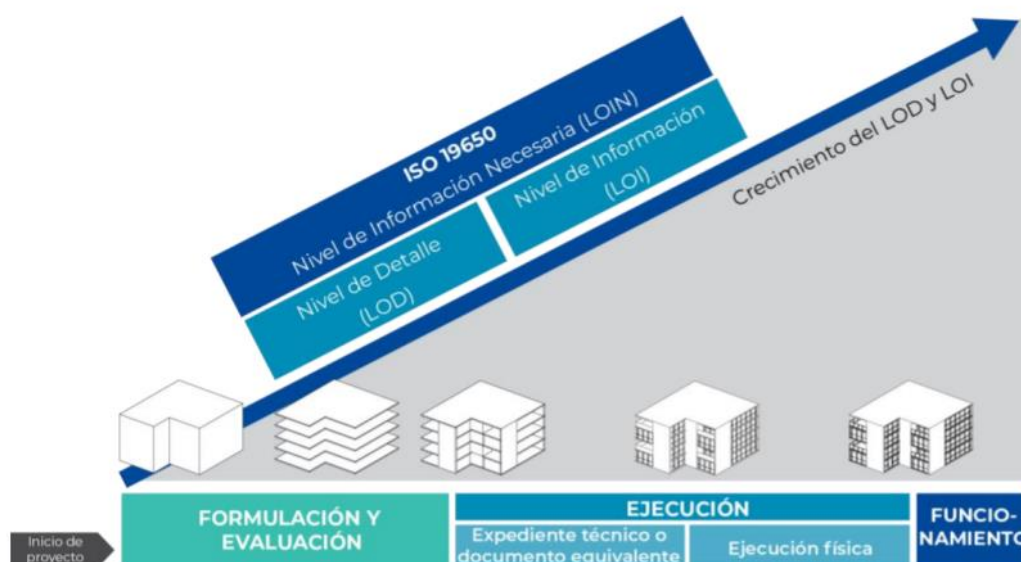 ISO 19650
Nivel de Información Necesaria (LOIN)
Nivel de Detalle
(LOD)
Nivel de Información
(LOI)
Crecimiento del LOD y LOI
Inicio de
proyecto
FORMULACIÓN Y
EVALUACIÓN
EJECUCIÓN
Expediente técnico o
documento equivalente
Ejecución física
FUNCIO-
NAMIENTO